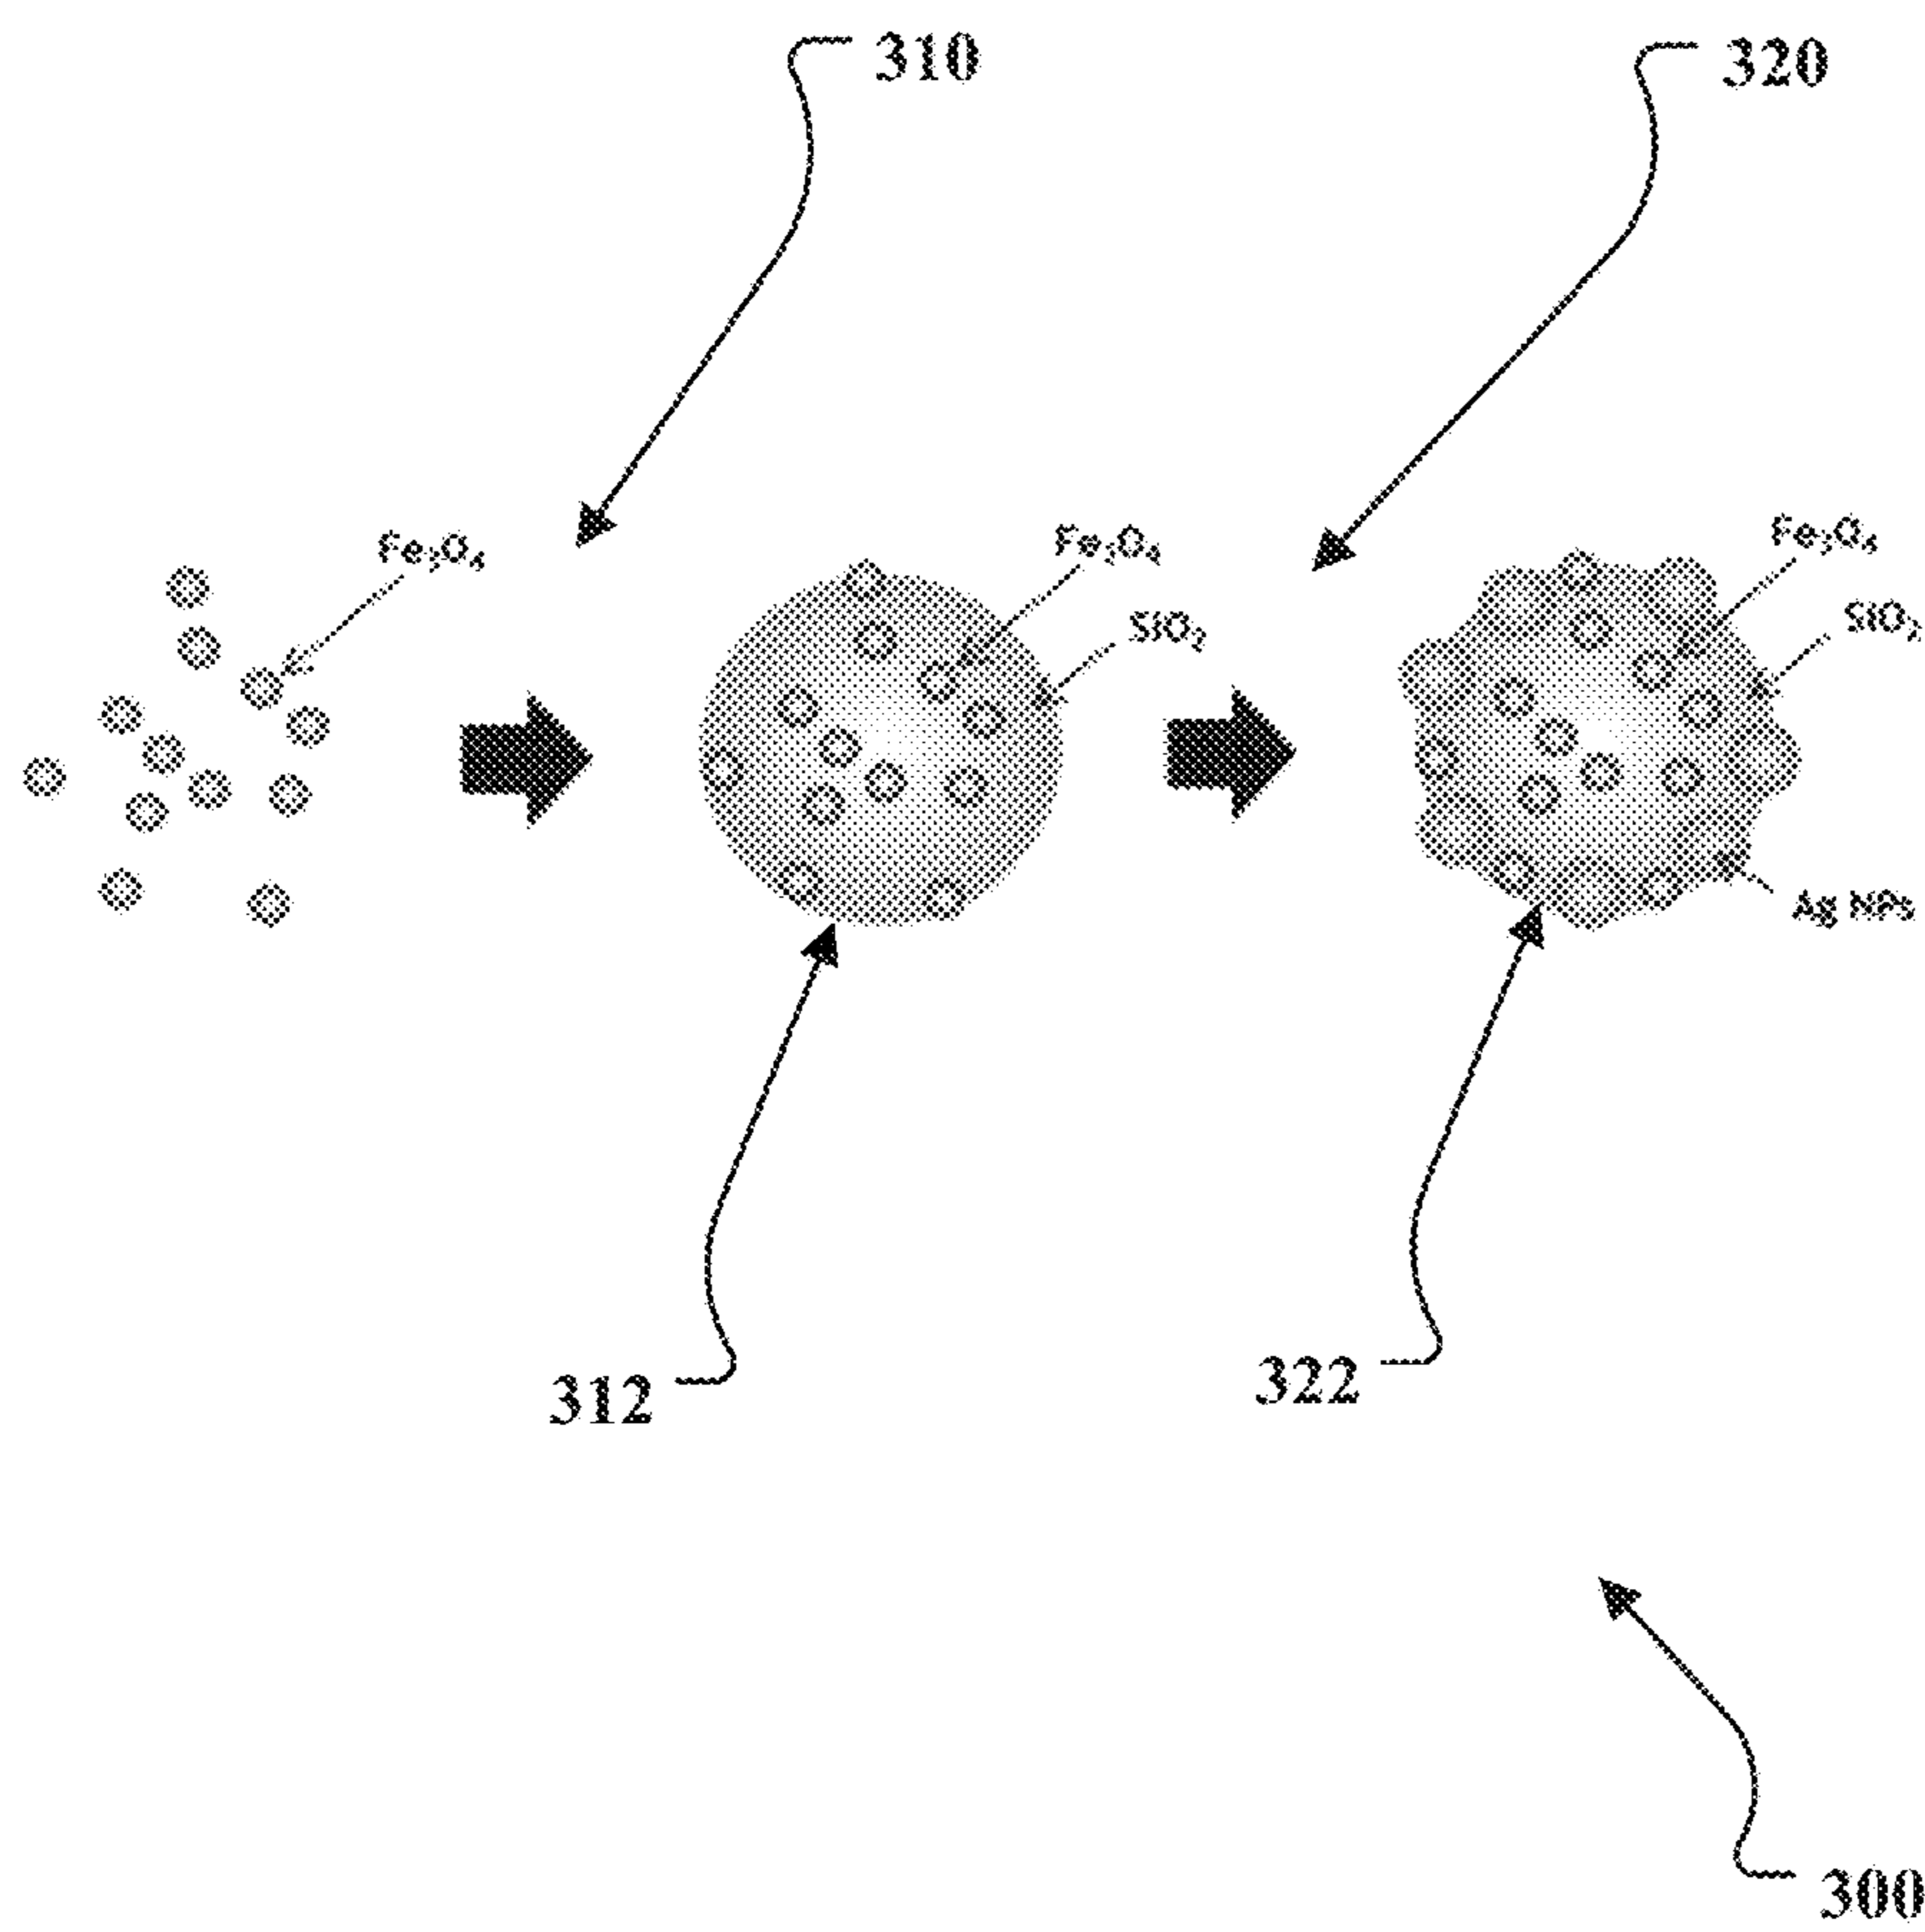 310
320
Fe₃O₄
Fe₃O₄
SiO₂
Fe₃O₄
SiO₂
Ag NPs
312
322
300